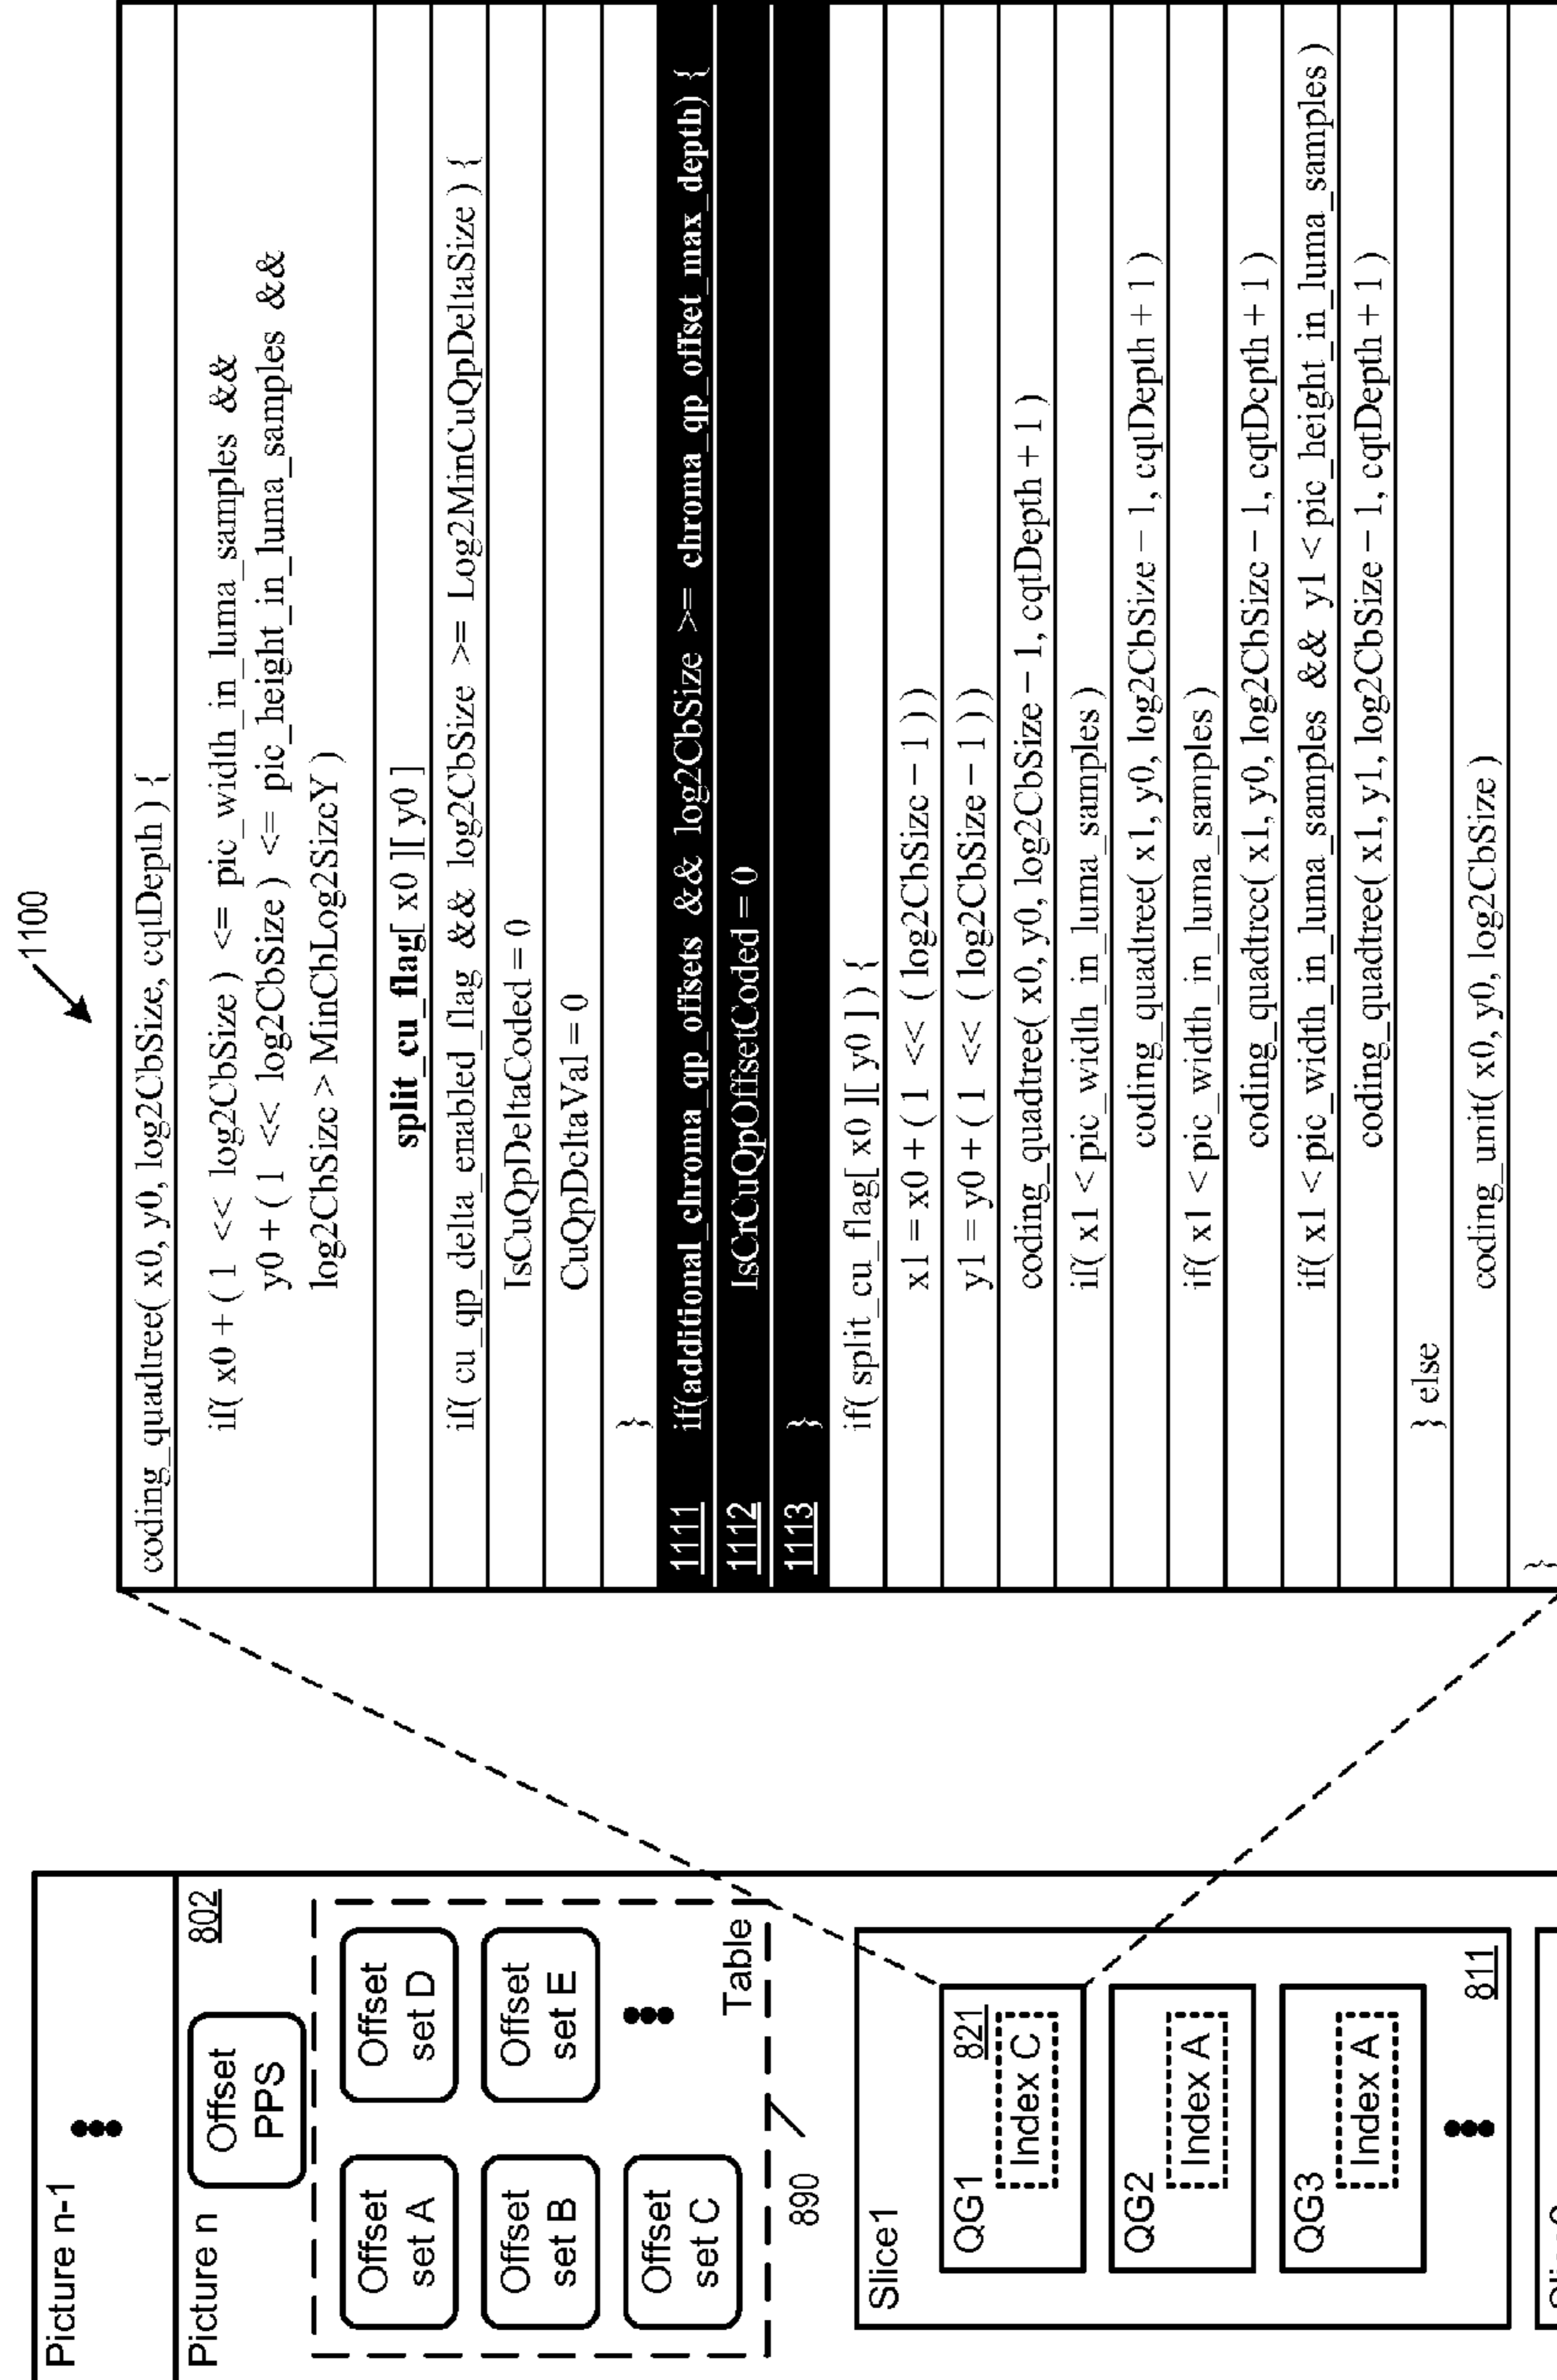 1100
Picture n-1
Picture n
Offset
PPS
802
Offset
set A
Offset
set D
Offset
set B
Offset
set E
Offset
set C
Table
890
Slice1
QG1
821
Index C
QG2
Index A
QG3
Index A
811
coding_quadtree( x0, y0, log2CbSize, cqtDepth ) {
if( x0 + ( 1 << log2CbSize ) <= pic_width_in_luma_samples &&
y0 + ( 1 << log2CbSize ) <= pic_height_in_luma_samples &&
log2CbSize > MinCbLog2SizeY )
split_cu_flag[ x0 ][ y0 ]
if( cu_qp_delta_enabled_flag && log2CbSize >= Log2MinCuQpDeltaSize ) {
IsCuQpDeltaCoded = 0
CuQpDeltaVal = 0
}
1111 if(additional_chroma_qp_offsets && log2CbSize >= chroma_qp_offset_max_depth) {
1112 IsCrCuQpOffsetCoded = 0
1113 }
if( split_cu_flag[ x0 ][ y0 ] ) {
x1 = x0 + ( 1 << ( log2CbSize − 1 ) )
y1 = y0 + ( 1 << ( log2CbSize − 1 ) )
coding_quadtree( x0, y0, log2CbSize − 1, cqtDepth + 1 )
if( x1 < pic_width_in_luma_samples )
coding_quadtree( x1, y0, log2CbSize − 1, cqtDepth + 1 )
if( x1 < pic_width_in_luma_samples )
coding_quadtree( x1, y0, log2CbSize − 1, cqtDepth + 1 )
if( x1 < pic_width_in_luma_samples && y1 < pic_height_in_luma_samples )
coding_quadtree( x1, y1, log2CbSize − 1, cqtDepth + 1 )
} else
coding_unit( x0, y0, log2CbSize )
}